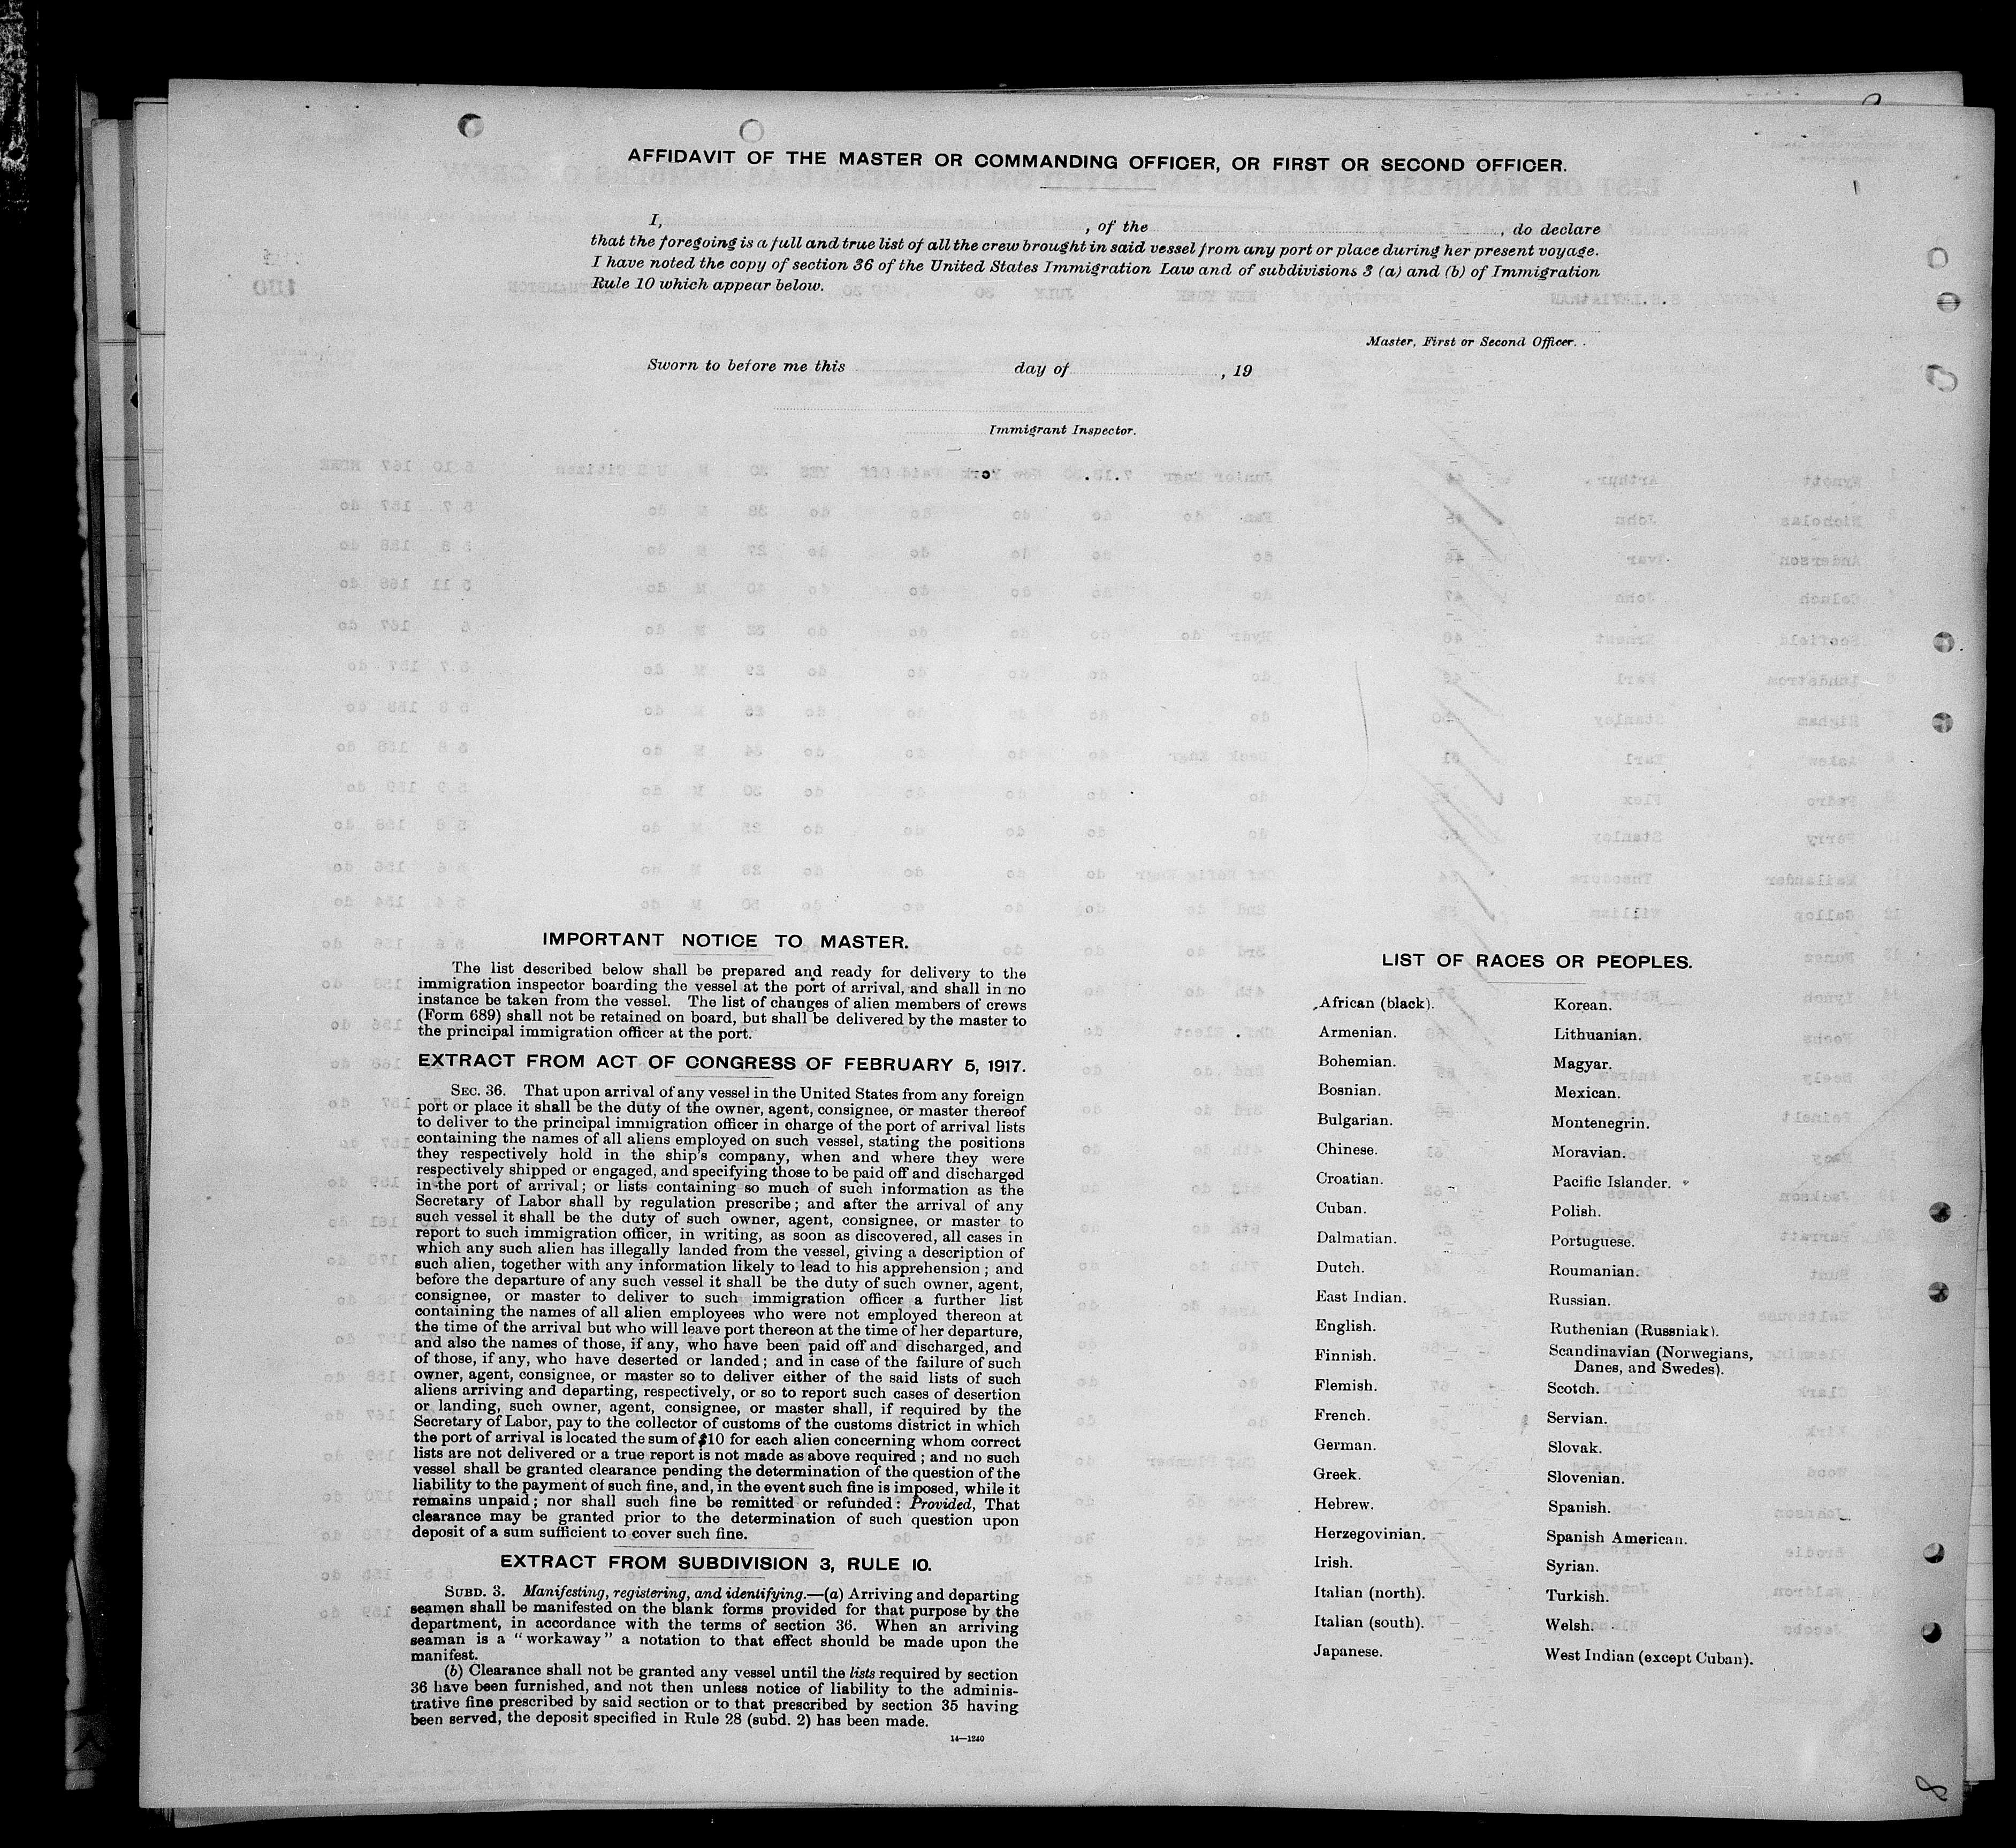 AFFIDAVIT OF THE MASTER OR COMMANDING OFFICER, OR FIRST OR SECOND OFFICER.
I, , of the , do declare
that the foregoing is a full and true list of all the crew brought in said vessel from any port or place during her present voyage.
I have noted the copy of section 36 of the United States Immigration Law and of subdivisions 3 (a) and (b) of Immigration
Rule 10 which appear below.
Master, First or Second Officer.
Sworn to before me this day of , 19
Immigrant Inspector.
IMPORTANT NOTICE TO MASTER.
The list described below shall be prepared and ready for delivery to the
immigration inspector boarding the vessel at the port of arrival, and shall in no
instance be taken from the vessel. The list of changes of alien members of crews
(Form 689) shall not be retained on board, but shall be delivered by the master to
the principal immigration officer at the port.
EXTRACT FROM ACT OF CONGRESS OF FEBRUARY 5, 1917.
SEC. 36. That upon arrival of any vessel in the United States from any foreign
port or place it shall be the duty of the owner, agent, consignee, or master thereof
to deliver to the principal immigration officer in charge of the port of arrival lists
containing the names of all aliens employed on such vessel, stating the positions
they respectively hold in the ship's company, when and where they were
respectively shipped or engaged, and specifying those to be paid off and discharged
in the port of arrival; or lists containing so much of such information as the
Secretary of Labor shall by regulation prescribe; and after the arrival of any
such vessel it shall be the duty of such owner, agent, consignee, or master to
report to such immigration officer, in writing, as soon as discovered, all cases in
which any such alien has illegally landed from the vessel, giving a description of
such alien, together with any information likely to lead to his apprehension; and
before the departure of any such vessel it shall be the duty of such owner, agent,
consignee, or master to deliver to such immigration officer a further list
containing the names of all alien employees who were not employed thereon at
the time of the arrival but who will leave port thereon at the time of her departure,
and also the names of those, if any, who have been paid off and discharged, and
of those, if any, who have deserted or landed; and in case of the failure of such
owner, agent, consignee, or master so to deliver either of the said lists of such
aliens arriving and departing, respectively, or so to report such cases of desertion
or landing, such owner, agent, consignee, or master shall, if required by the
Secretary of Labor, pay to the collector of customs of the customs district in which
the port of arrival is located the sum of $10 for each alien concerning whom correct
lists are not delivered or a true report is not made as above required; and no such
vessel shall be granted clearance pending the determination of the question of the
liability to the payment of such fine, and, in the event such fine is imposed, while it
remains unpaid; nor shall such fine be remitted or refunded: Provided, That
clearance may be granted prior to the determination of such question upon
deposit of a sum sufficient to cover such fine.
EXTRACT FROM SUBDIVISION 3, RULE 10.
SUBD. 3. Manifesting, registering, and identifying.—(a) Arriving and departing
seamen shall be manifested on the blank forms provided for that purpose by the
department, in accordance with the terms of section 36. When an arriving
seaman is a "workaway" a notation to that effect should be made upon the
manifest.
(b) Clearance shall not be granted any vessel until the lists required by section
36 have been furnished, and not then unless notice of liability to the adminis-
trative fine prescribed by said section or to that prescribed by section 35 having
been served, the deposit specified in Rule 28 (subd. 2) has been made.
14—1240
LIST OF RACES OR PEOPLES.
African (black).
Armenian.
Bohemian.
Bosnian.
Bulgarian.
Chinese.
Croatian.
Cuban.
Dalmatian.
Dutch.
East Indian.
English.
Finnish.
Flemish.
French.
German.
Greek.
Hebrew.
Herzegovinian.
Irish.
Italian (north).
Italian (south).
Japanese.
Korean.
Lithuanian.
Magyar.
Mexican.
Montenegrin.
Moravian.
Pacific Islander.
Polish.
Portuguese.
Roumanian.
Russian.
Ruthenian (Russniak).
Scandinavian (Norwegians,
Danes, and Swedes).
Scotch.
Servian.
Slovak.
Slovenian.
Spanish.
Spanish American.
Syrian.
Turkish.
Welsh.
West Indian (except Cuban).
8